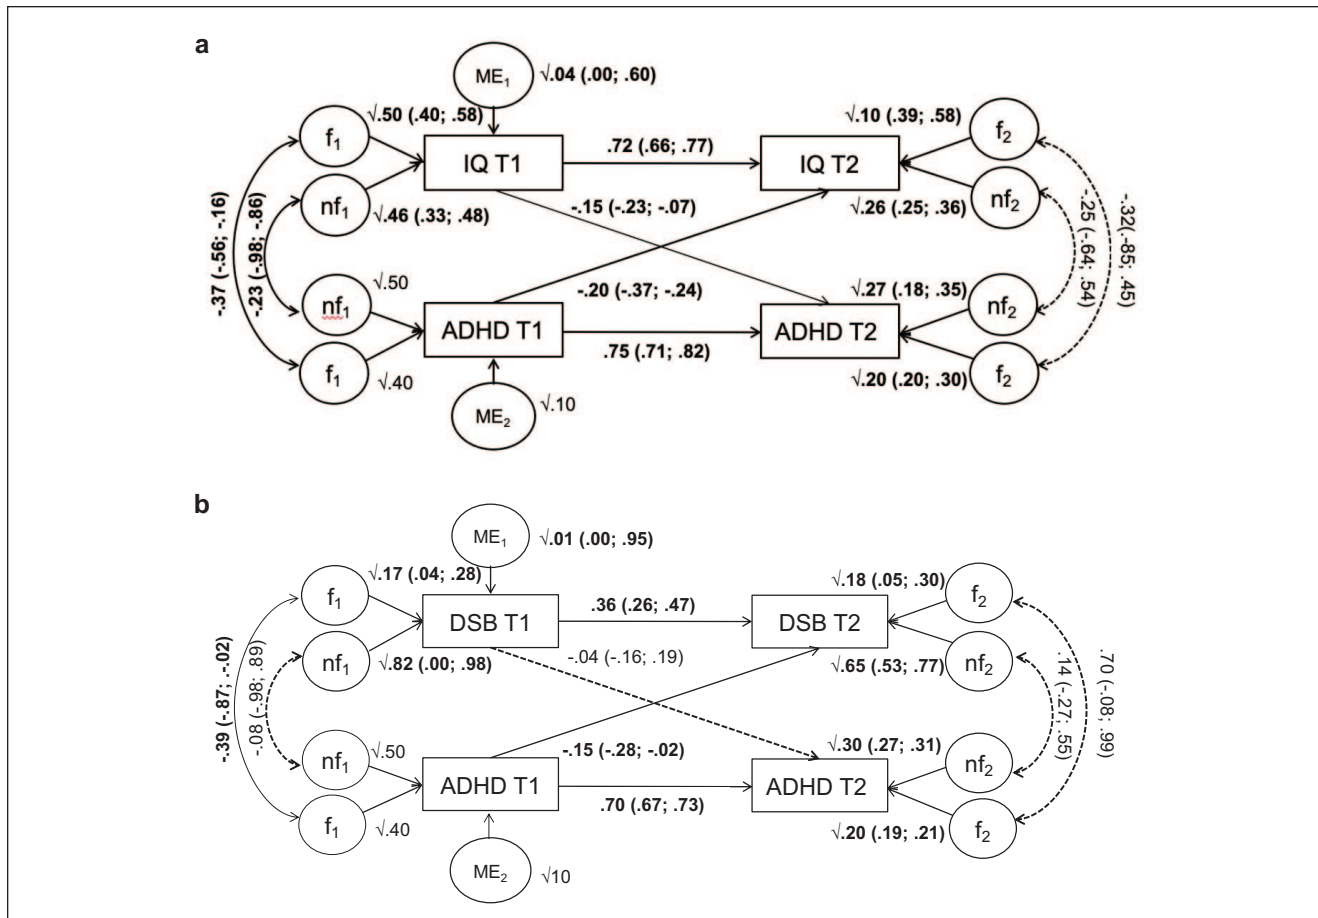 a
ME1
√.04 (.00; .60)
f1
√.50 (.40; .58)
√.10 (.39; .58)
f2
IQ T1
.72 (.66; .77)
IQ T2
nf1
√.46 (.33; .48)
-.15 (-.23; -.07)
√.26 (.25; .36)
nf2
-.37 (-.56; -.16)
-.23 (-.98; -.86)
-.25 (-.64; .54)
-.32(.-85; .45)
nf1
√.50
-.20 (-.37; -.24)
√.27 (.18; .35)
nf2
ADHD T1
.75 (.71; .82)
ADHD T2
f1
√.40
√.20 (.20; .30)
f2
ME2
√.10
b
ME1
√.01 (.00; .95)
f1
√.17 (.04; .28)
√.18 (.05; .30)
f2
DSB T1
.36 (.26; .47)
DSB T2
nf1
√.82 (.00; .98)
-.04 (-.16; .19)
√.65 (.53; .77)
nf2
-.39 (-.87; -.02)
-.08 (-.98; .89)
.14 (-.27; .55)
.70 (-.08; .99)
nf1
√.50
-.15 (-.28; -.02)
√.30 (.27; .31)
nf2
ADHD T1
.70 (.67; .73)
ADHD T2
f1
√.40
√.20 (.19; .21)
f2
ME2
√10